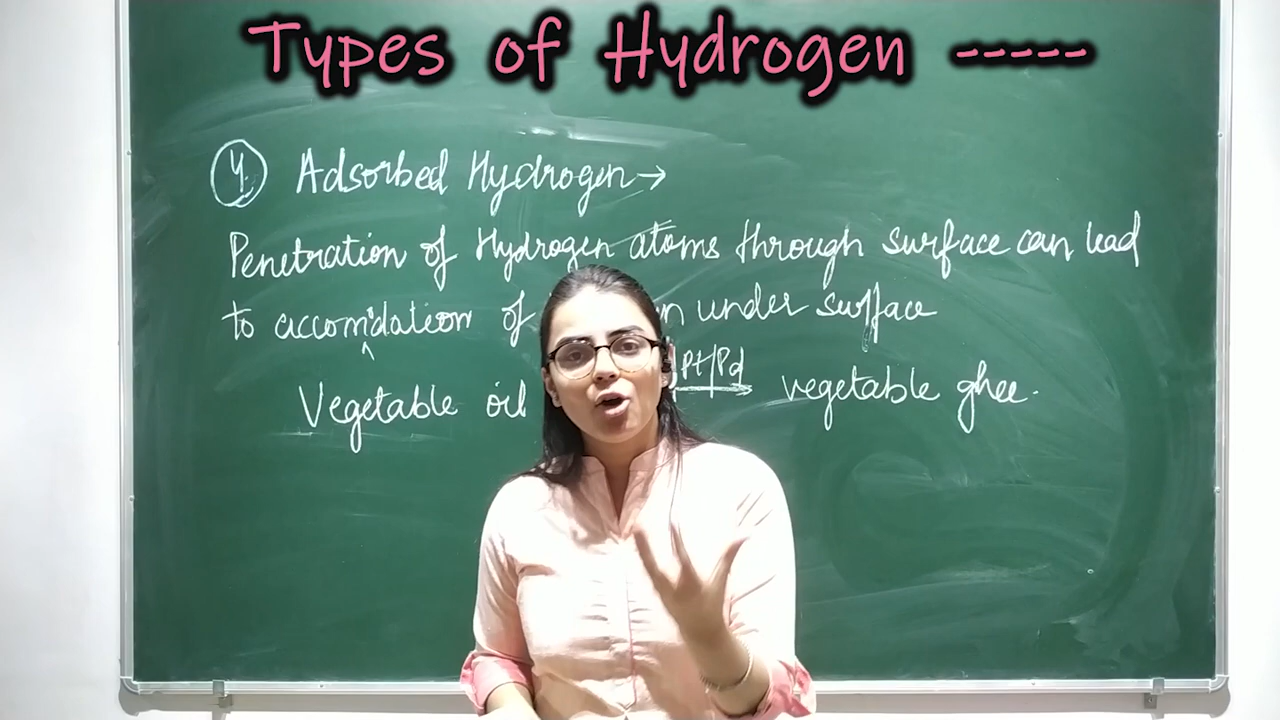 Types of Hydrogen -----
4. Adsorbed Hydrogen→
Penetration of Hydrogen atoms through surface can lead
to accomidation of under surface
Pt/Pd
Vegetable oil vegetable ghee.